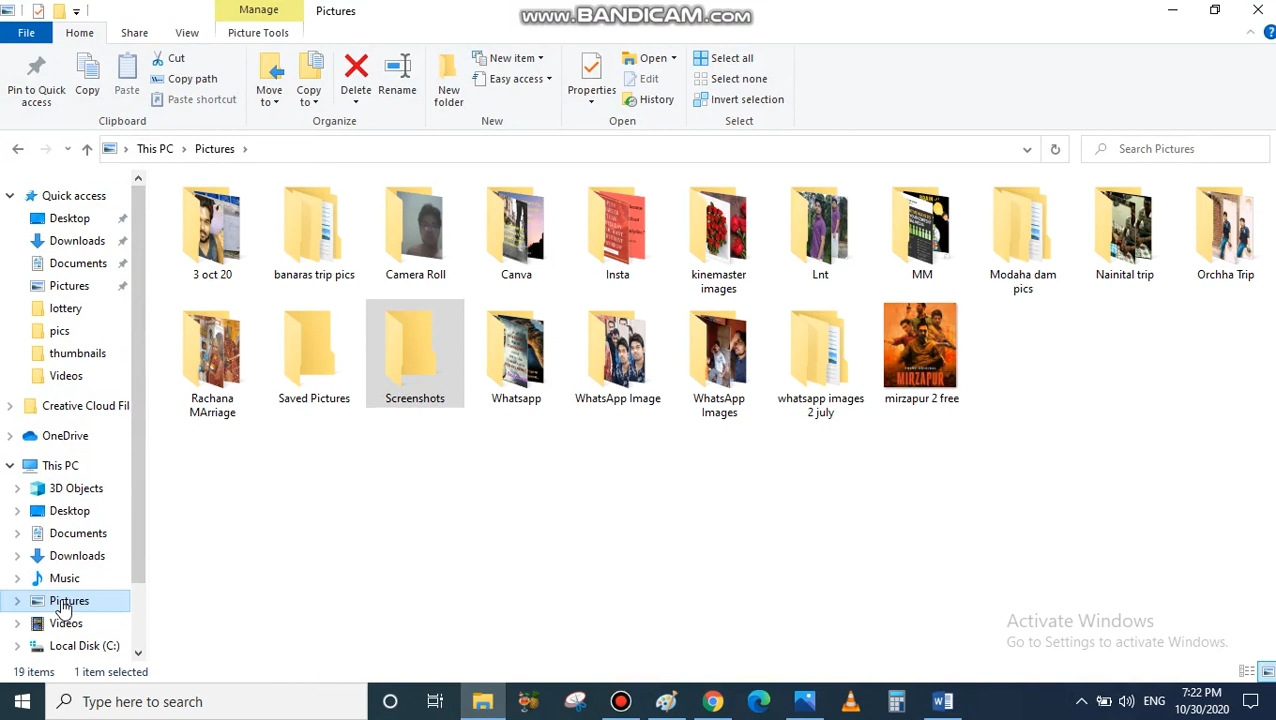 Manage
Pictures
www.BANDICAM.com
File
Home
Share
View
Picture Tools
Pin to Quick access
Copy
Paste
Cut
Copy path
Paste shortcut
Clipboard
Move to
Copy to
Delete
Rename
Organize
New folder
New item
Easy access
New
Properties
Open
Edit
History
Open
Select all
Select none
Invert selection
Select
This PC
Pictures
Search Pictures
Quick access
Desktop
Downloads
Documents
Pictures
lottery
pics
thumbnails
Videos
Creative Cloud Fil
OneDrive
This PC
3D Objects
Desktop
Documents
Downloads
Music
Pictures
Videos
Local Disk (C:)
3 oct 20
banaras trip pics
Camera Roll
Canva
Insta
kinemaster images
Lnt
MM
Modaha dam pics
Nainital trip
Orchha Trip
Rachana MArriage
Saved Pictures
Screenshots
Whatsapp
WhatsApp Image
WhatsApp Images
whatsapp images 2 july
MIRZAPUR
mirzapur 2 free
Activate Windows
Go to Settings to activate Windows.
19 items
1 item selected
Type here to search
ENG
7:22 PM
10/30/2020